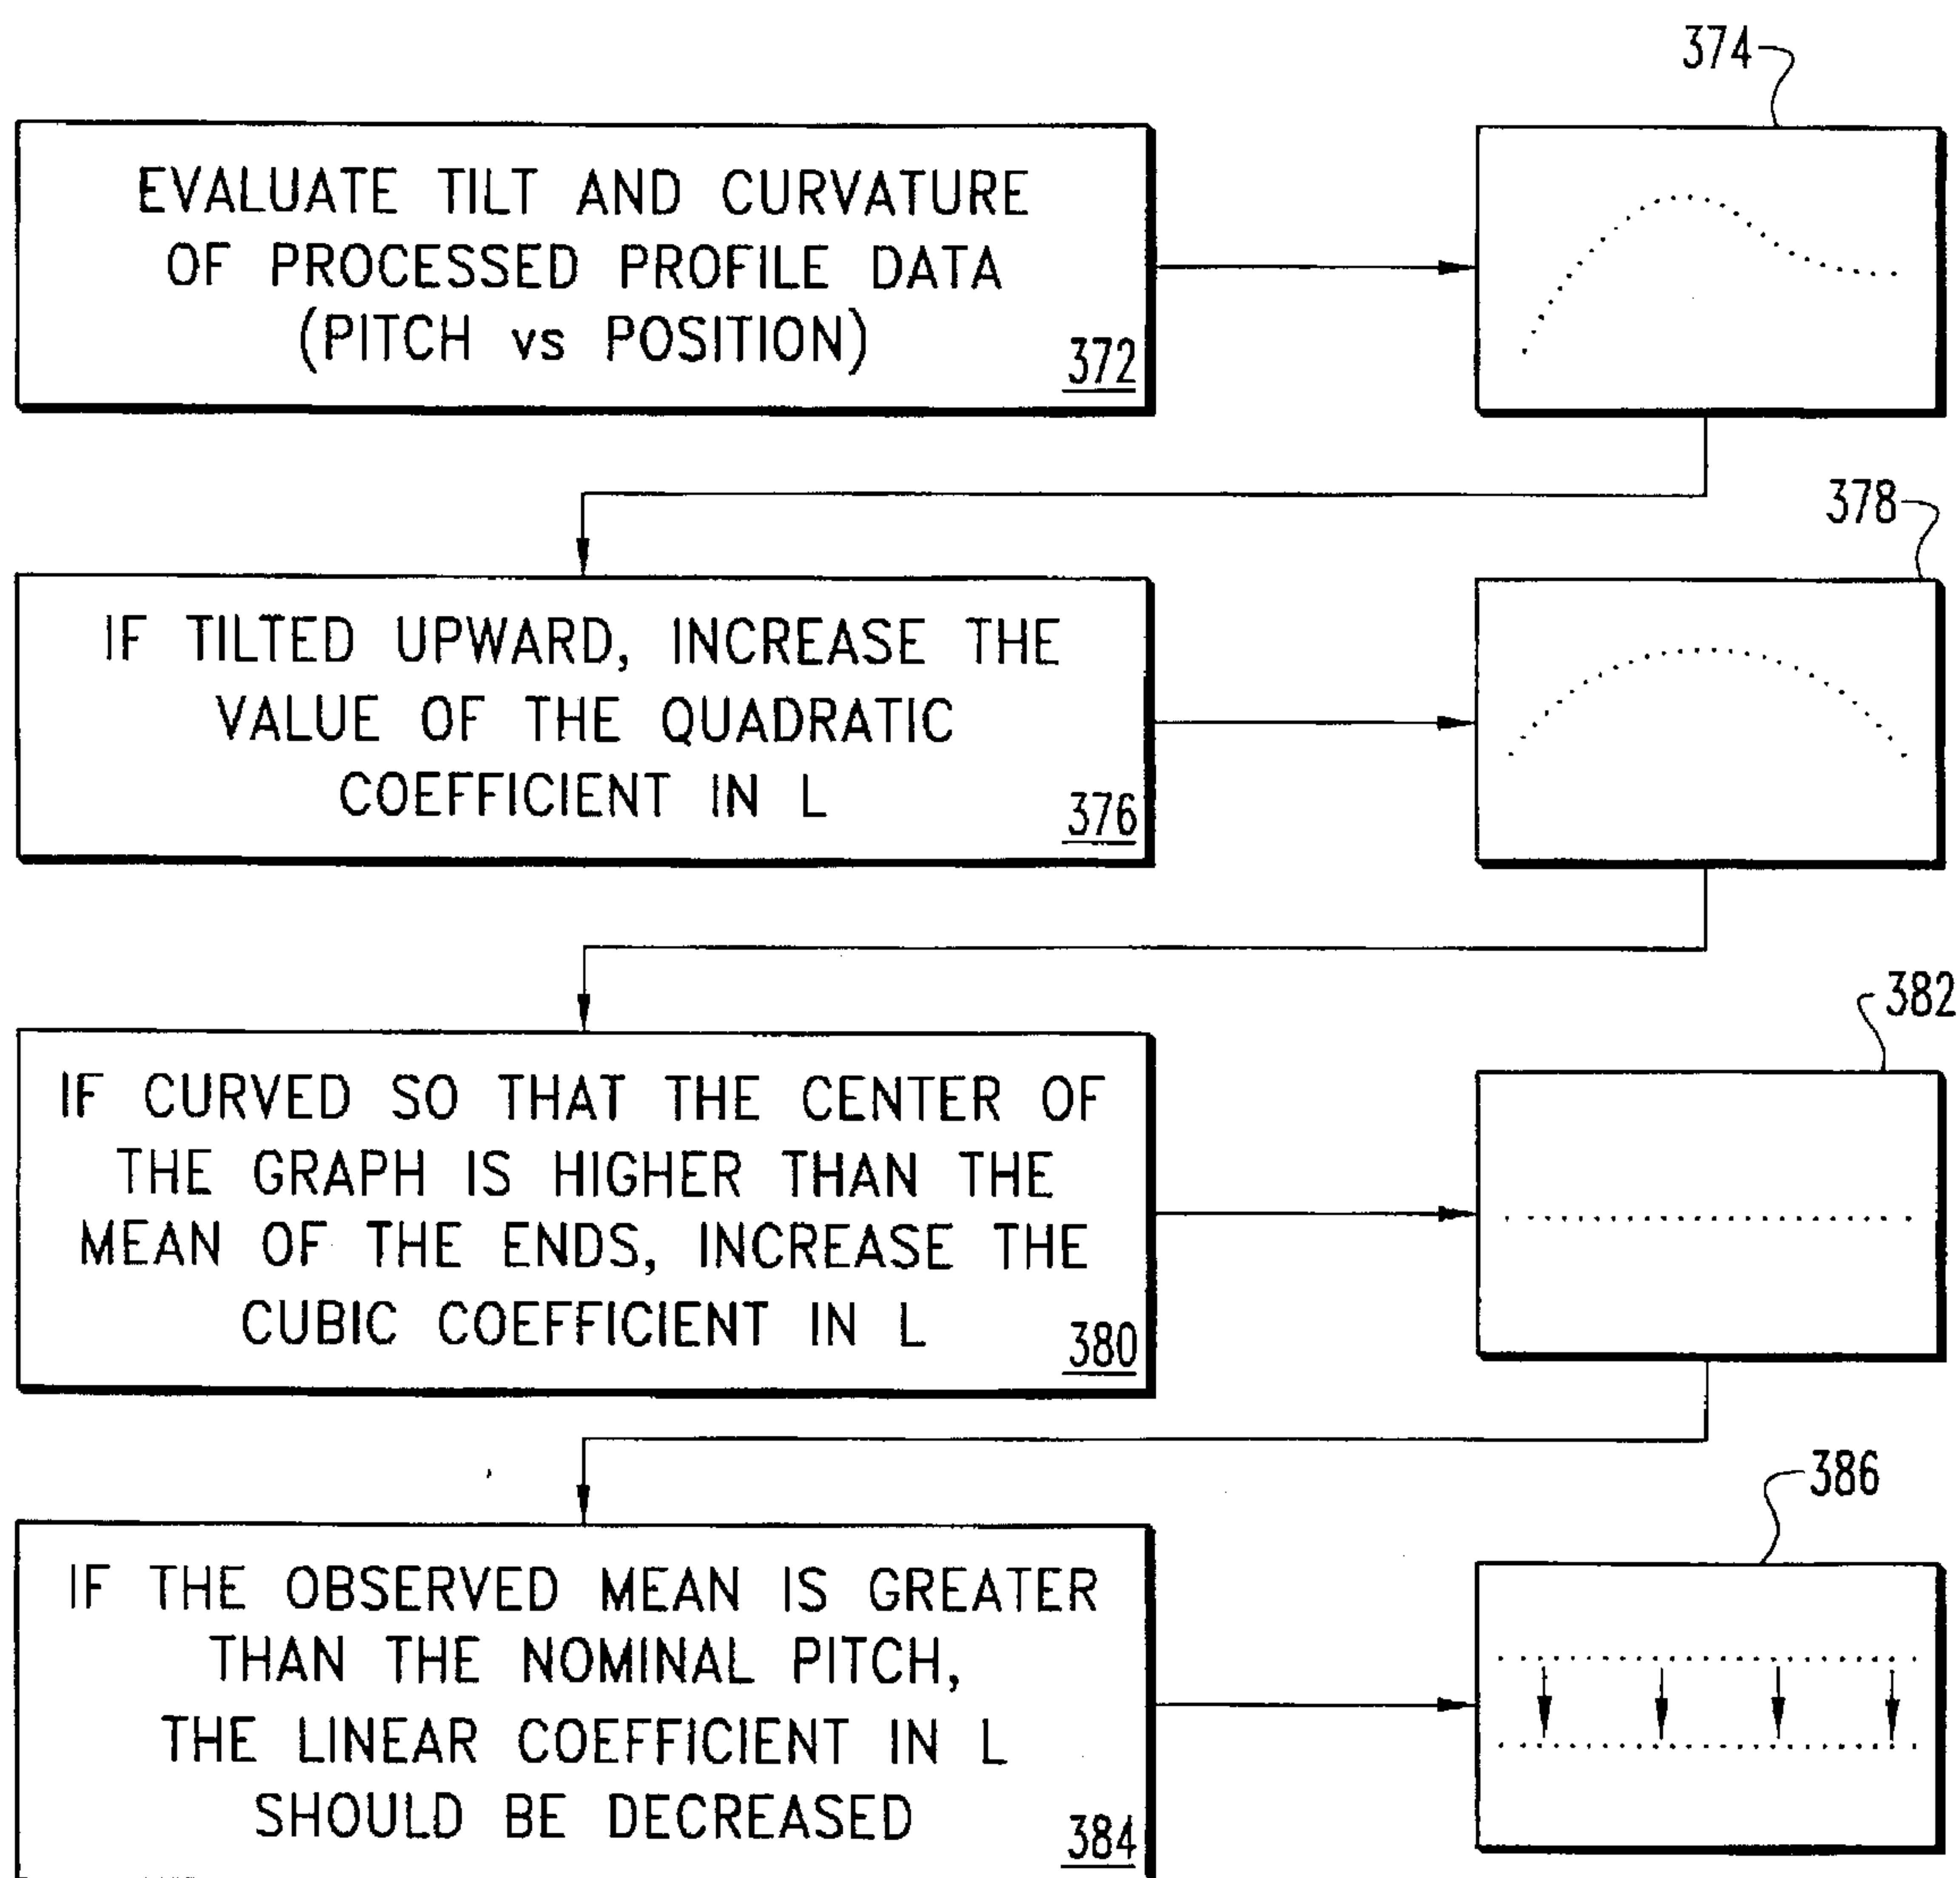 374
EVALUATE TILT AND CURVATURE
OF PROCESSED PROFILE DATA
(PITCH vs POSITION)
372
378
IF TILTED UPWARD, INCREASE THE
VALUE OF THE QUADRATIC
COEFFICIENT IN L
376
382
IF CURVED SO THAT THE CENTER OF
THE GRAPH IS HIGHER THAN THE
MEAN OF THE ENDS, INCREASE THE
CUBIC COEFFICIENT IN L
380
386
IF THE OBSERVED MEAN IS GREATER
THAN THE NOMINAL PITCH,
THE LINEAR COEFFICIENT IN L
SHOULD BE DECREASED
384